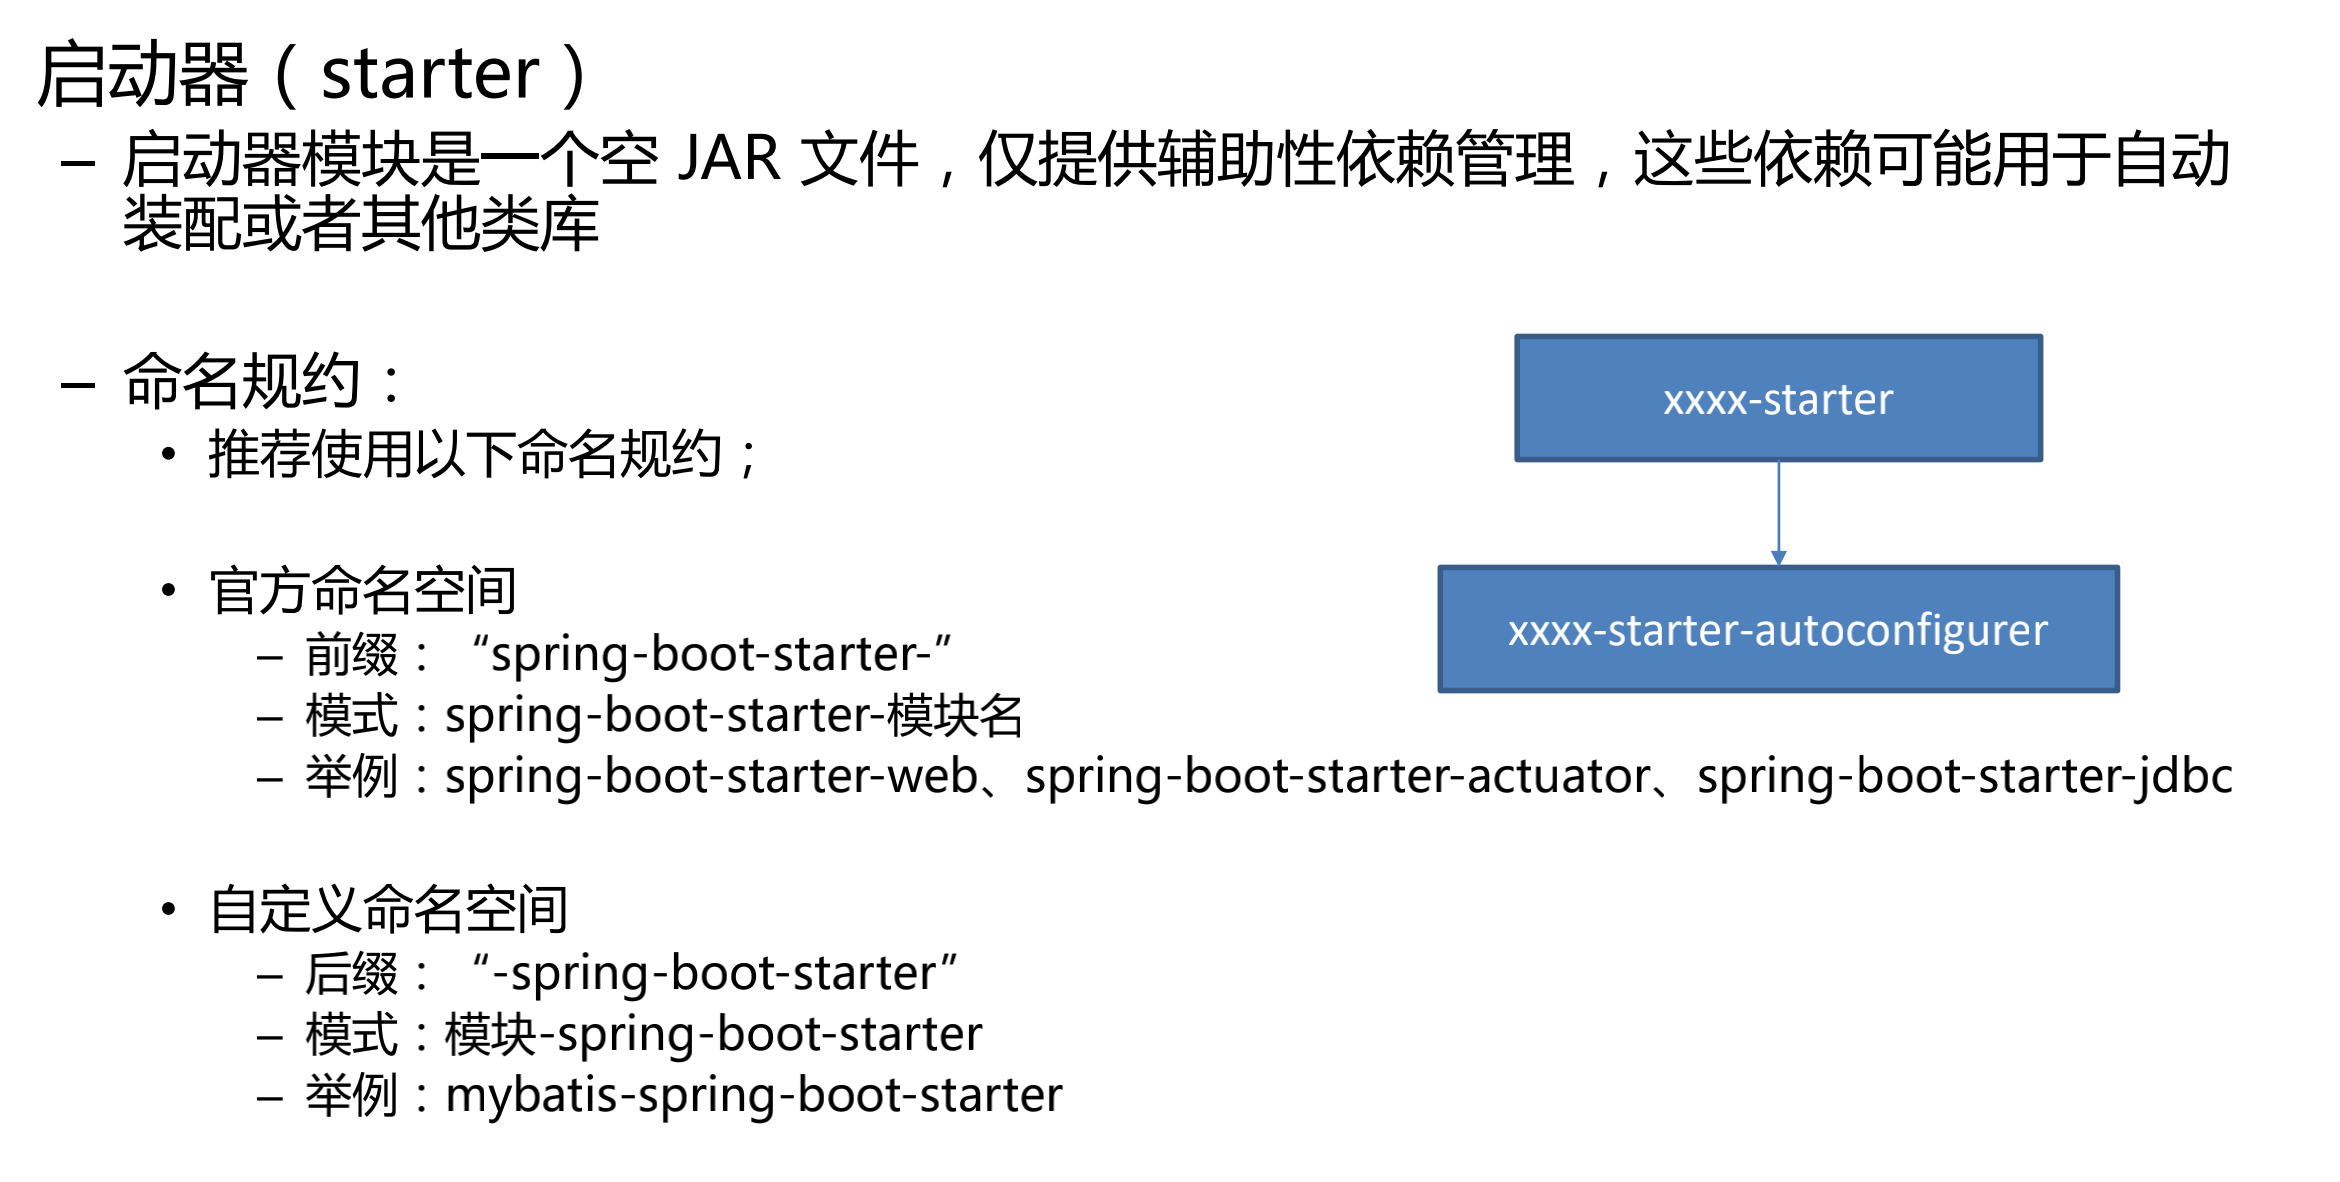 启动器（starter）
– 启动器模块是一个空 JAR 文件，仅提供辅助性依赖管理，这些依赖可能用于自动
装配或者其他类库
– 命名规约：
• 推荐使用以下命名规约；
• 官方命名空间
– 前缀：“spring-boot-starter-”
– 模式：spring-boot-starter-模块名
– 举例：spring-boot-starter-web、spring-boot-starter-actuator、spring-boot-starter-jdbc
• 自定义命名空间
– 后缀：“-spring-boot-starter”
– 模式：模块-spring-boot-starter
– 举例：mybatis-spring-boot-starter
xxxx-starter
xxxx-starter-autoconfigurer